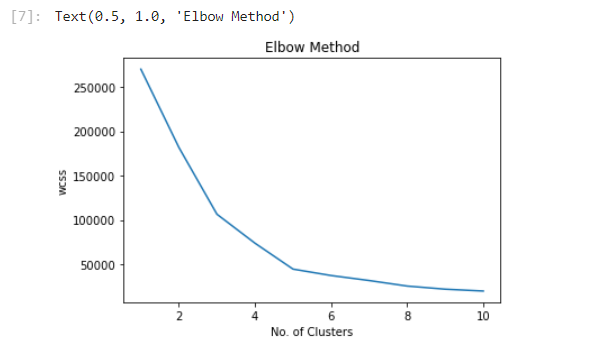 [7]: Text(0.5, 1.0, 'Elbow Method')
Elbow Method
250000
200000
150000
100000
50000
wcss
2 4 6 8 10
No. of Clusters